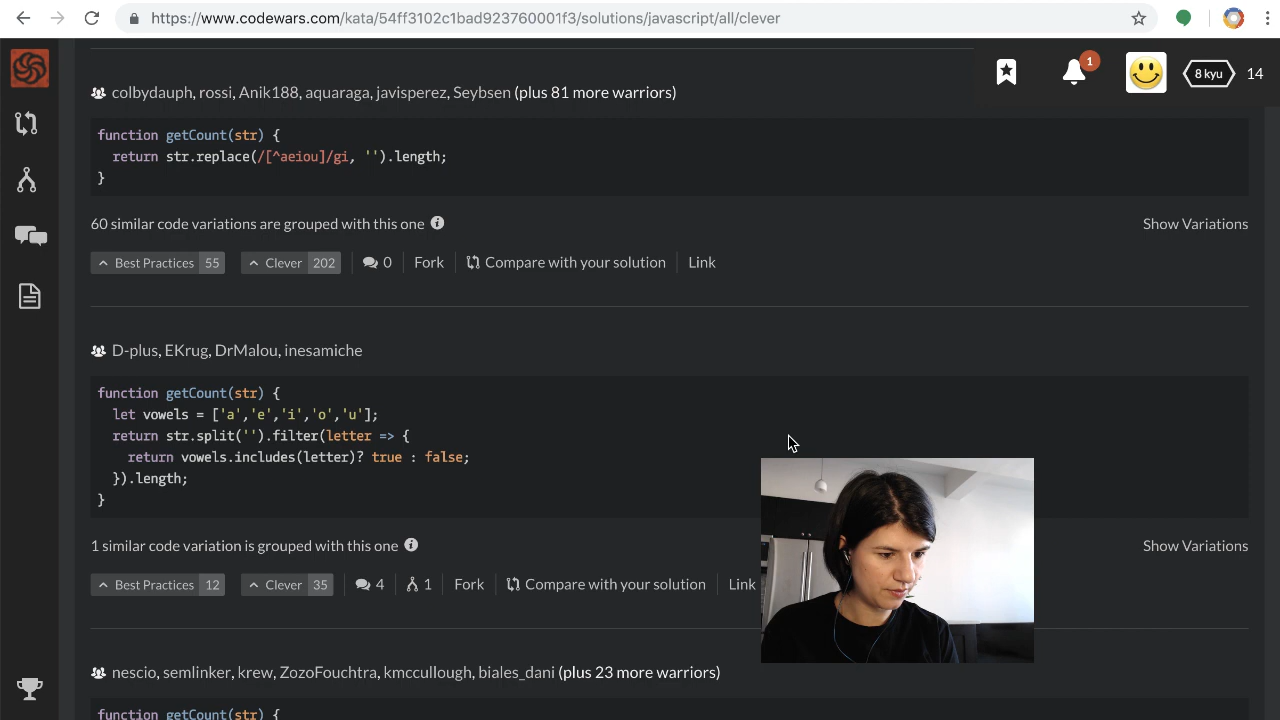 https://www.codewars.com/kata/54ff3102c1bad923760001f3/solutions/javascript/all/clever
1
8 kyu
14
colbydauph, rossi, Anik188, aquaraga, javisperez, Seybsen (plus 81 more warriors)
function getCount(str) {
  return str.replace(/[^aeiou]/gi, '').length;
}
60 similar code variations are grouped with this one
Show Variations
Best Practices 55 Clever 202 0 Fork Compare with your solution Link
D-plus, EKrug, DrMalou, inesamiche
function getCount(str) {
  let vowels = ['a','e','i','o','u'];
  return str.split('').filter(letter => {
    return vowels.includes(letter)? true : false;
  }).length;
}
1 similar code variation is grouped with this one
Show Variations
Best Practices 12 Clever 35 4 1 Fork Compare with your solution Link
nescio, semlinker, krew, ZozoFouchtra, kmccullough, biales_dani (plus 23 more warriors)
function getCount(str) {